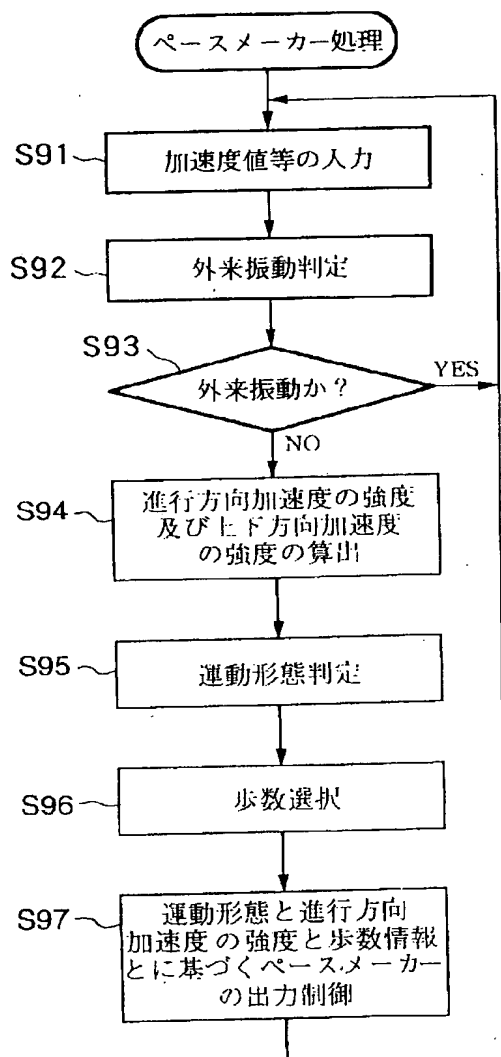 ペースメーカー処理
S91
加速度値等の入力
S92
外来振動判定
S93
外来振動か？
YES
NO
S94
進行方向加速度の強度
及び上下方向加速度
の強度の算出
S95
運動形態判定
S96
歩数選択
S97
運動形態と進行方向
加速度の強度と歩数情報
とに基づくペースメーカー
の出力制御